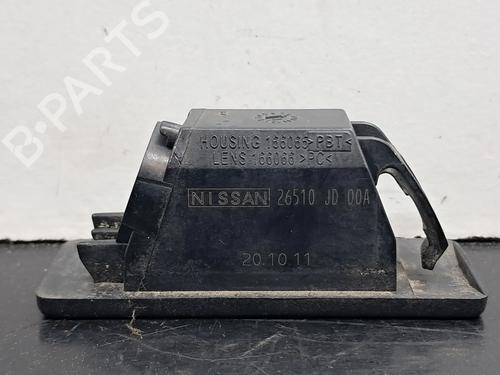 B-PARTS
HOUSING 166065 >PBT<
LENS 166066 >PC<
NISSAN 26510 JD 00A
20.10.11